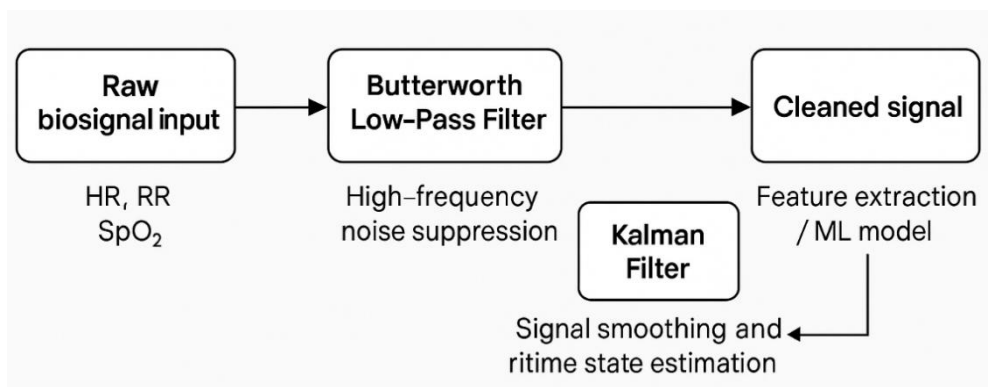 Raw
biosignal input
HR, RR
SpO₂
Butterworth
Low-Pass Filter
High-frequency
noise suppression
Kalman
Filter
Signal smoothing and
ritime state estimation
Cleaned signal
Feature extraction
/ ML model